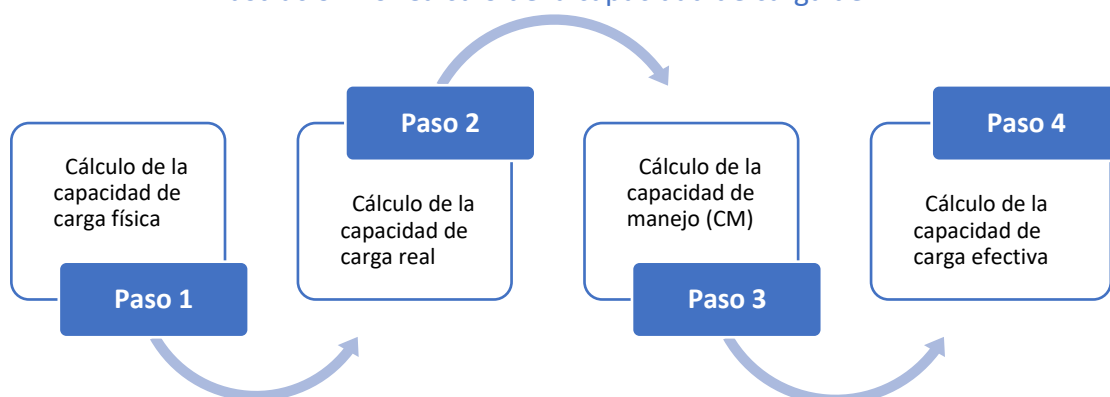 Cálculo de la
capacidad de
carga física
Paso 1
Paso 2
Cálculo de la
capacidad de
carga real
Cálculo de la
capacidad de
manejo (CM)
Paso 3
Paso 4
Cálculo de la
capacidad de
carga efectiva